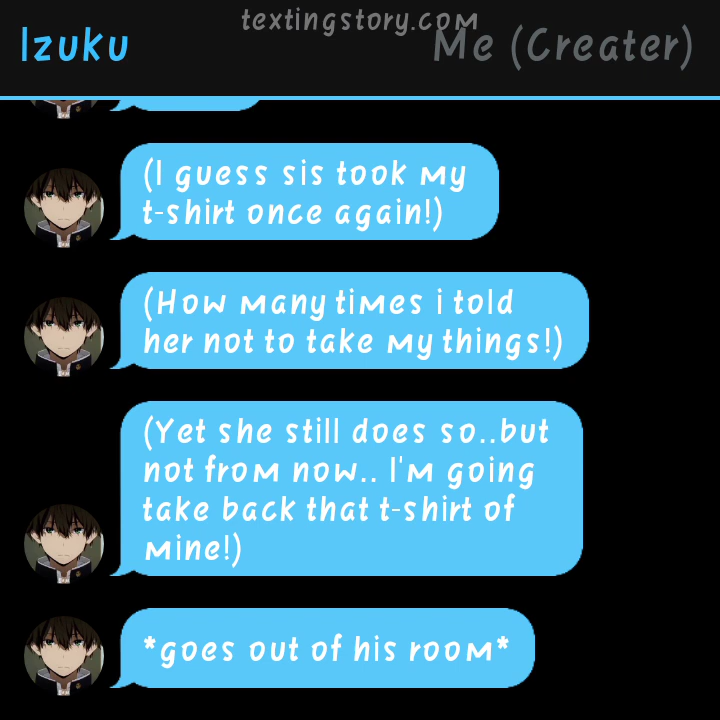 textingstory.com
Izuku
Me (Creater)
(I guess sis took my
t-shirt once again!)
(How many times i told
her not to take my things!)
(Yet she still does so..but
not from now.. I'm going
take back that t-shirt of
mine!)
*goes out of his room*